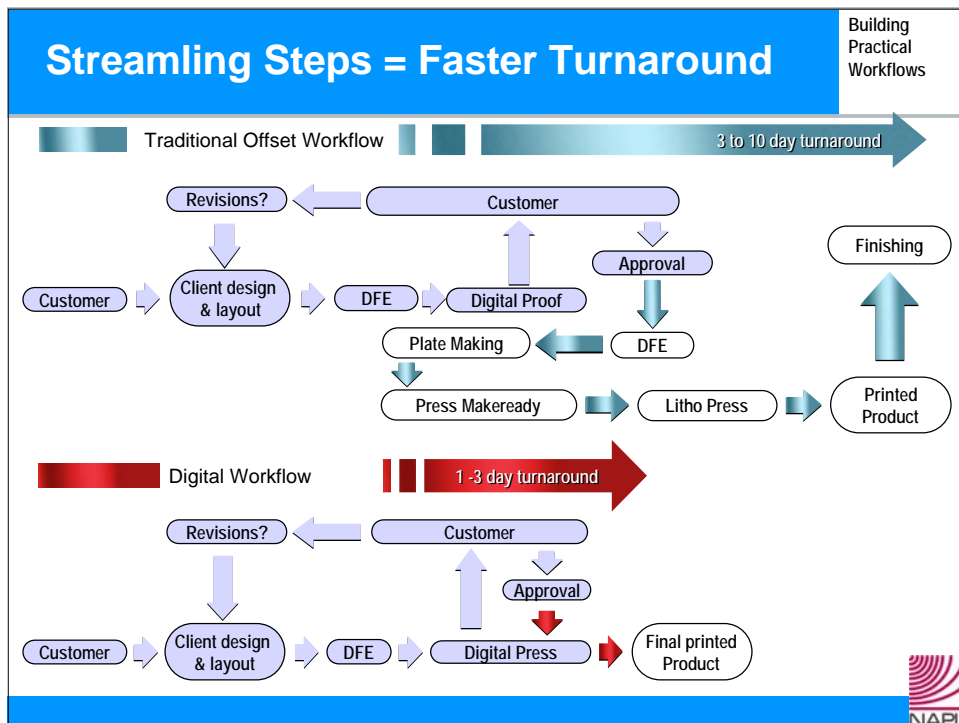 Streamling Steps = Faster Turnaround
Building
Practical
Workflows
Traditional Offset Workflow
3 to 10 day turnaround
Revisions?
Customer
Finishing
Approval
Customer
Client design
& layout
DFE
Digital Proof
Plate Making
DFE
Press Makeready
Litho Press
Printed
Product
Digital Workflow
1 -3 day turnaround
Revisions?
Customer
Approval
Customer
Client design
& layout
DFE
Digital Press
Final printed
Product
NAPL